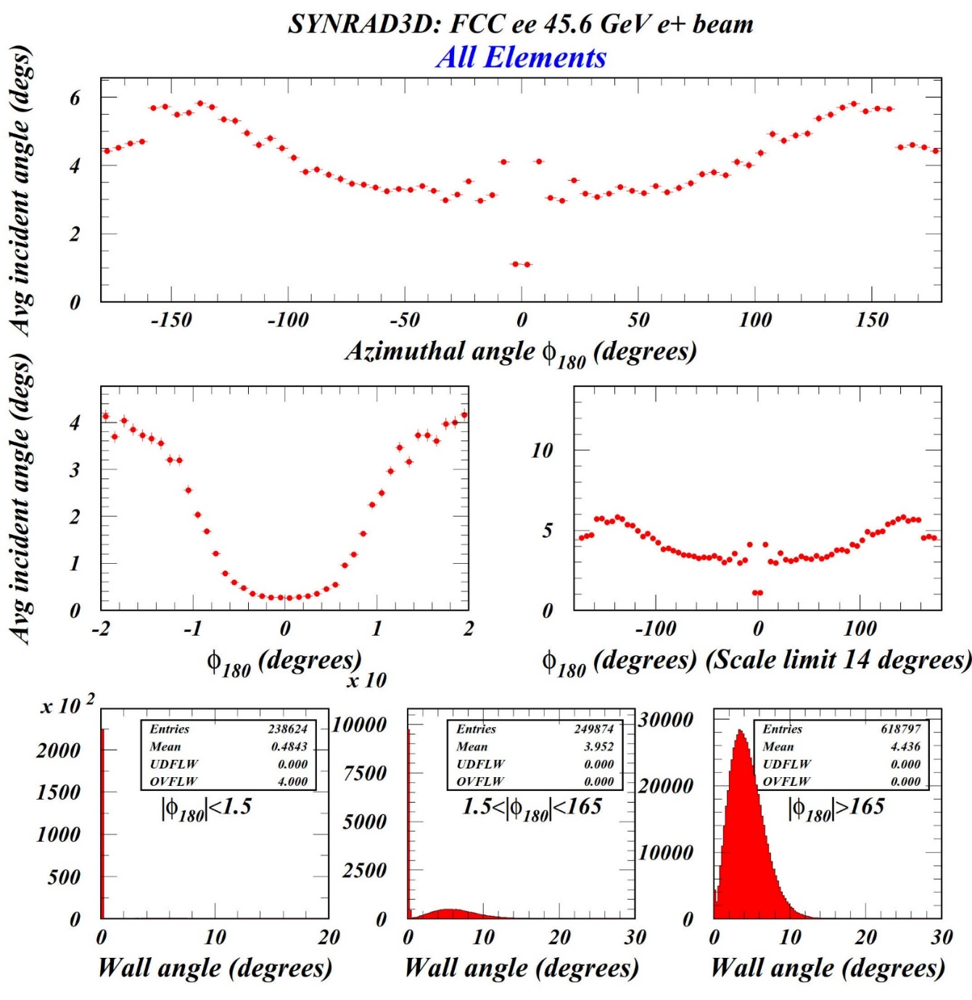 SYNRAD3D: FCC ee 45.6 GeV e+ beam
All Elements
Avg incident angle (degs)
6
4
2
0
-150 -100 -50 0 50 100 150
Azimuthal angle ϕ180 (degrees)
Avg incident angle (degs)
4
3
2
1
0
-2 -1 0 1 2
ϕ180 (degrees)
10
5
0
-100 0 100
ϕ180 (degrees) (Scale limit 14 degrees)
x 10 2
2000
1500
1000
500
0
Entries 238624
Mean 0.4843
UDFLW 0.000
OVFLW 4.000
|ϕ180|<1.5
0 10 20
Wall angle (degrees)
x 10
10000
7500
5000
2500
0
Entries 249874
Mean 3.952
UDFLW 0.000
OVFLW 0.000
1.5<|ϕ180|<165
0 10 20 30
Wall angle (degrees)
30000
20000
10000
0
Entries 618797
Mean 4.436
UDFLW 0.000
OVFLW 0.000
|ϕ180|>165
0 10 20 30
Wall angle (degrees)